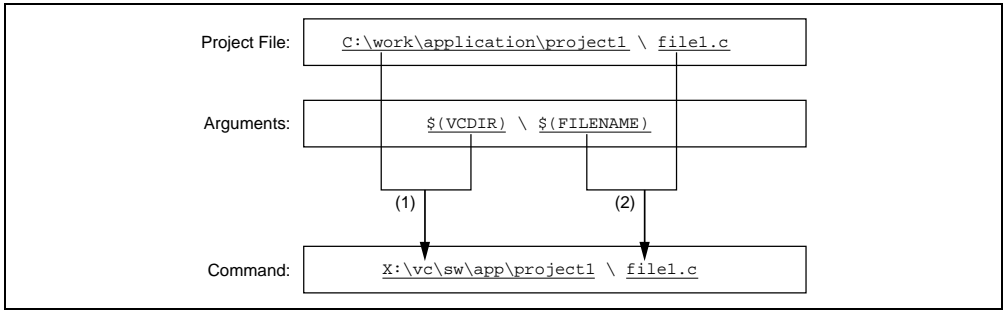 Project File: C:\work\application\project1 \ file1.c
Arguments: $(VCDIR) \ $(FILENAME)
(1) (2)
Command: X:\vc\sw\app\project1 \ file1.c